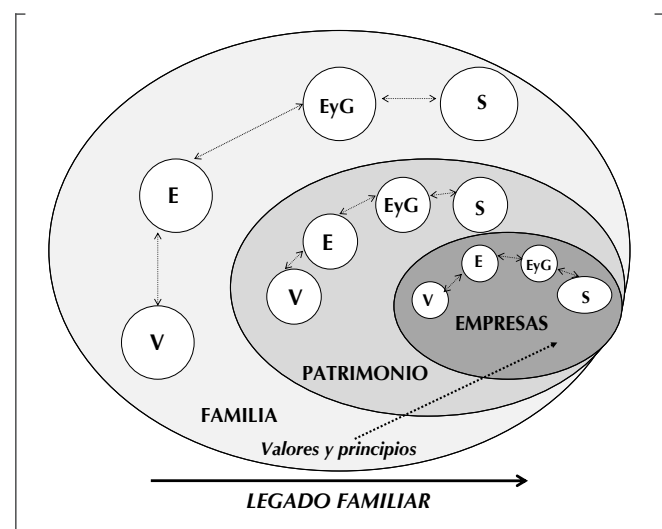 EyG
S
E
V
EyG
S
E
V
E
EyG
V
S
EMPRESAS
PATRIMONIO
FAMILIA
Valores y principios
LEGADO FAMILIAR